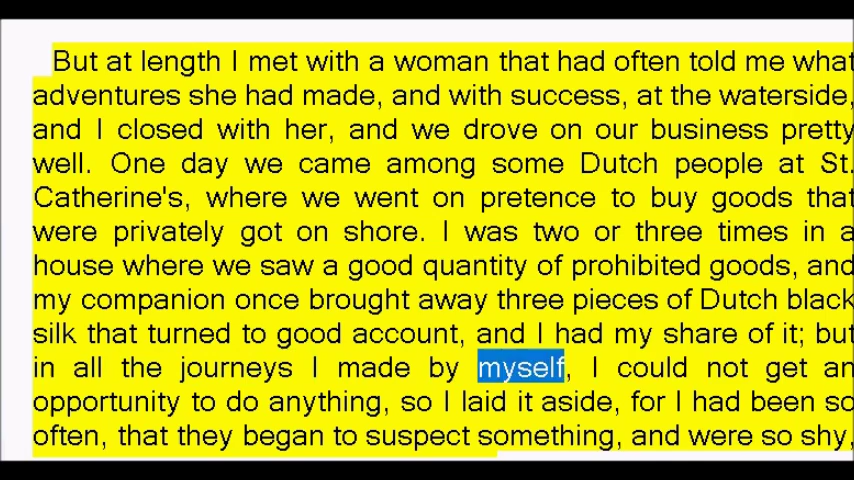 But at length I met with a woman that had often told me what
adventures she had made, and with success, at the waterside,
and I closed with her, and we drove on our business pretty
well. One day we came among some Dutch people at St.
Catherine's, where we went on pretence to buy goods that
were privately got on shore. I was two or three times in a
house where we saw a good quantity of prohibited goods, and
my companion once brought away three pieces of Dutch black
silk that turned to good account, and I had my share of it; but
in all the journeys I made by myself, I could not get an
opportunity to do anything, so I laid it aside, for I had been so
often, that they began to suspect something, and were so shy,